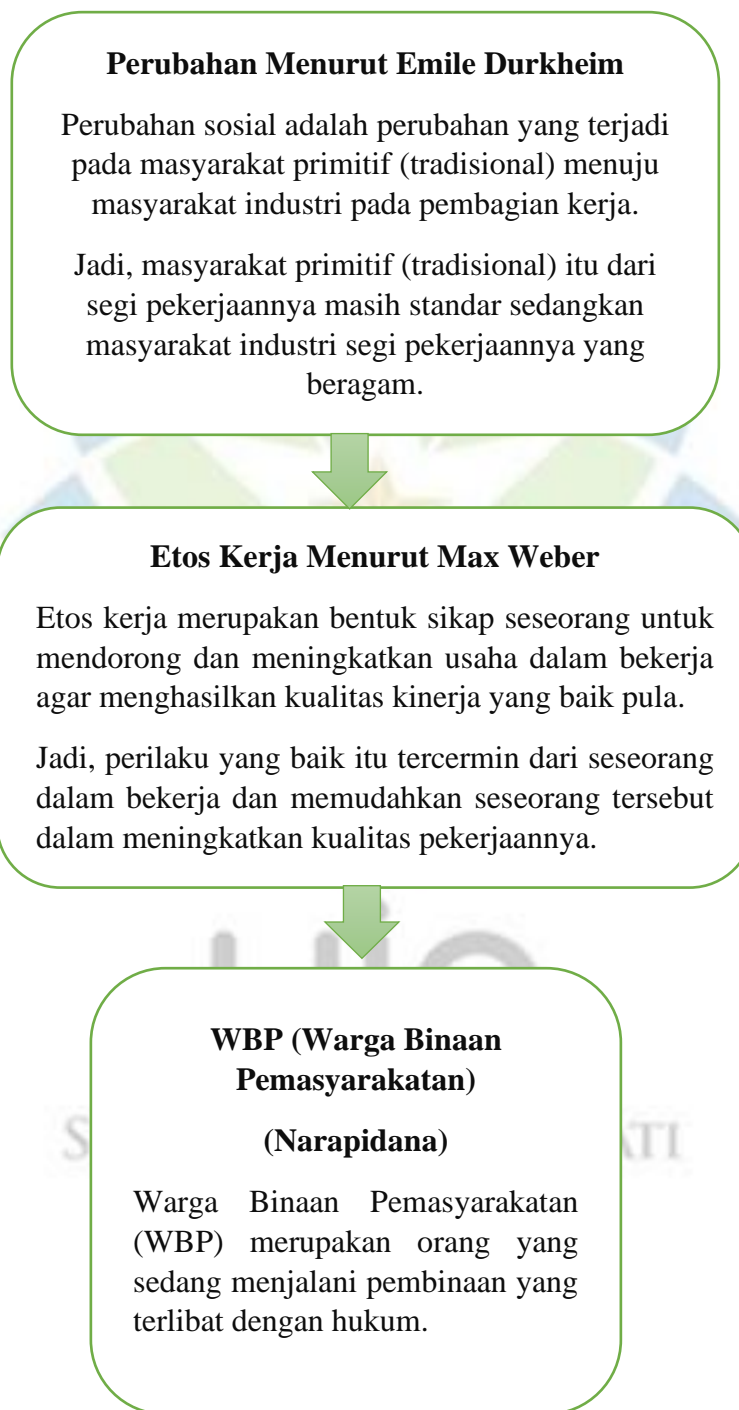 Perubahan Menurut Emile Durkheim
Perubahan sosial adalah perubahan yang terjadi
pada masyarakat primitif (tradisional) menuju
masyarakat industri pada pembagian kerja.
Jadi, masyarakat primitif (tradisional) itu dari
segi pekerjaannya masih standar sedangkan
masyarakat industri segi pekerjaannya yang
beragam.
Etos Kerja Menurut Max Weber
Etos kerja merupakan bentuk sikap seseorang untuk
mendorong dan meningkatkan usaha dalam bekerja
agar menghasilkan kualitas kinerja yang baik pula.
Jadi, perilaku yang baik itu tercermin dari seseorang
dalam bekerja dan memudahkan seseorang tersebut
dalam meningkatkan kualitas pekerjaannya.
WBP (Warga Binaan
Pemasyarakatan)
(Narapidana)
Warga Binaan Pemasyarakatan
(WBP) merupakan orang yang
sedang menjalani pembinaan yang
terlibat dengan hukum.